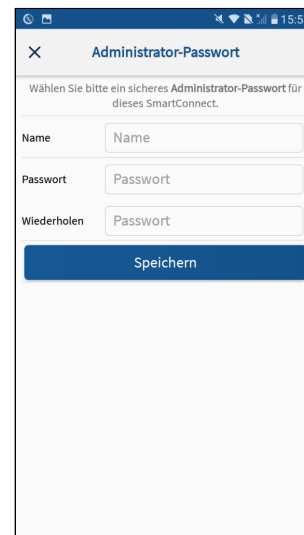 15:5
Administrator-Passwort
Wählen Sie bitte ein sicheres Administrator-Passwort für
dieses SmartConnect.
Name Name
Passwort Passwort
Wiederholen Passwort
Speichern